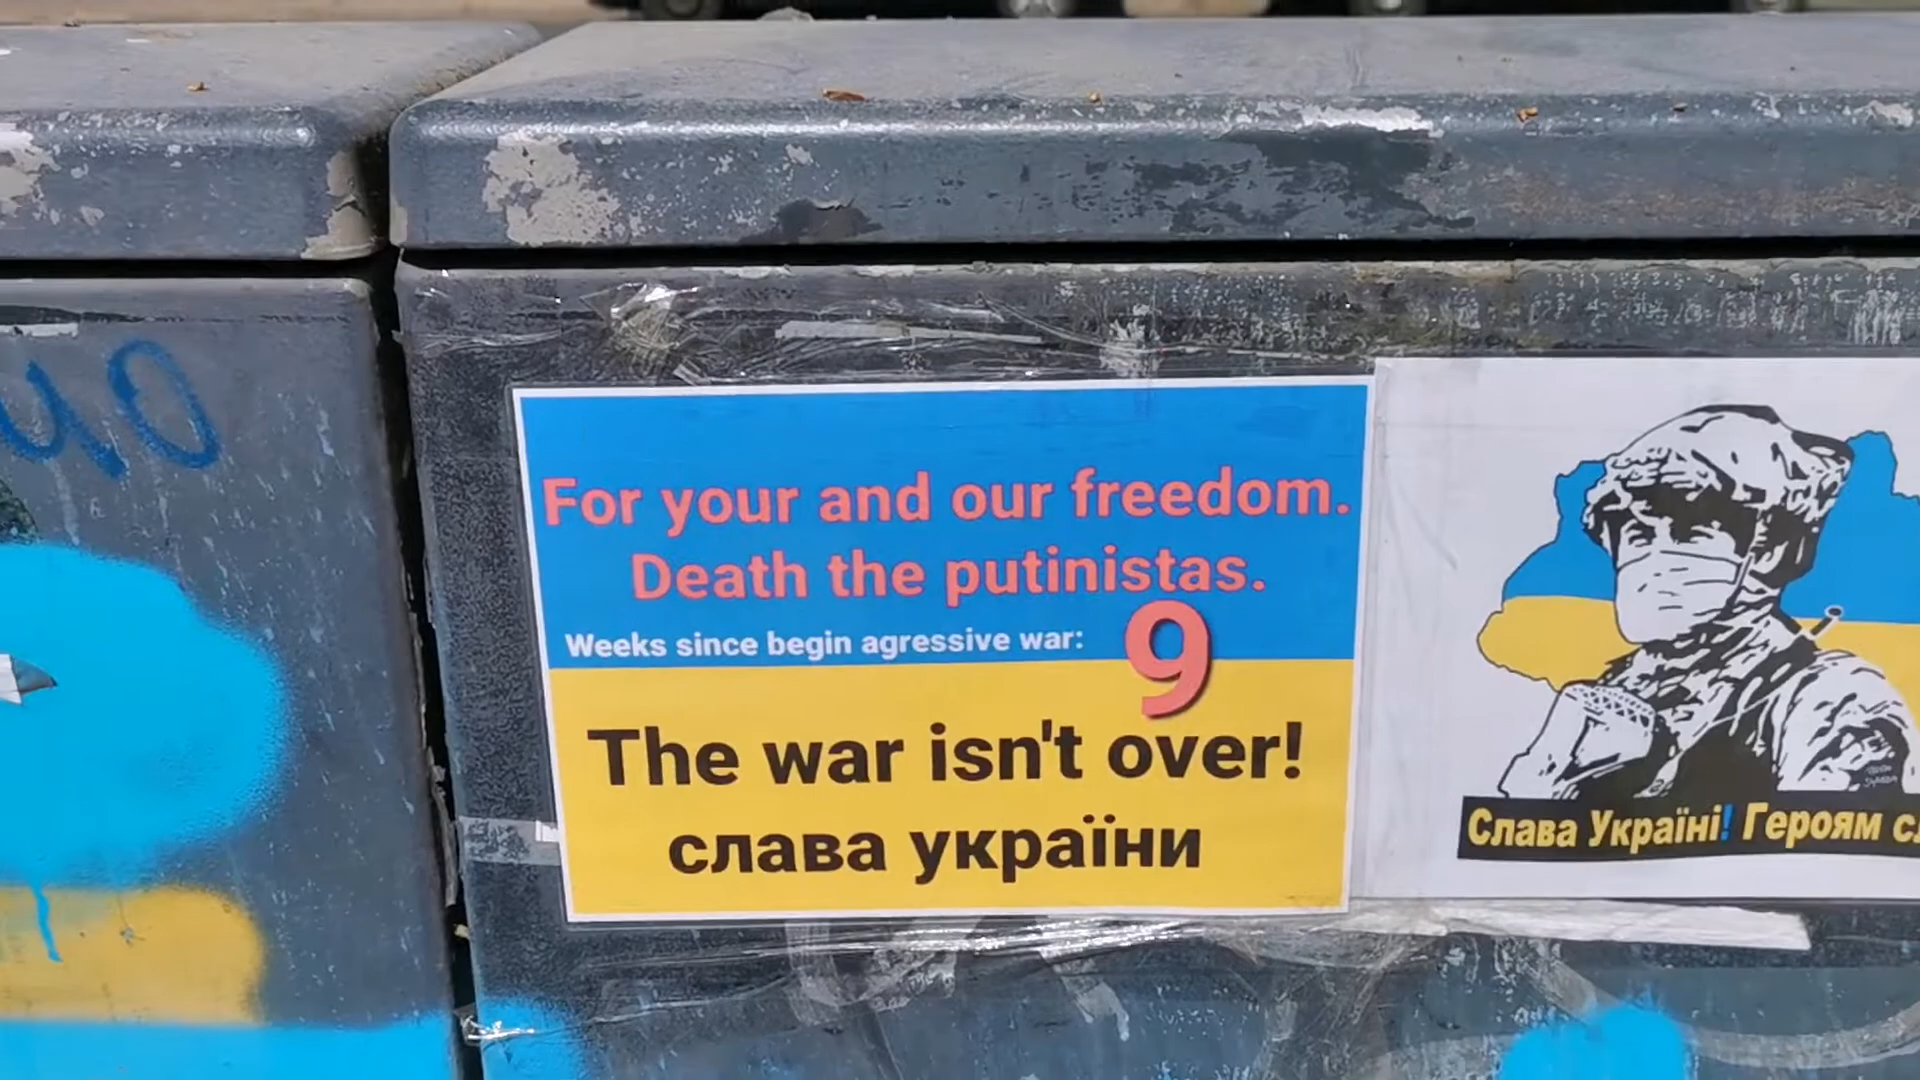 чо
For your and our freedom.
Death the putinistas.
Weeks since begin agressive war: 9
The war isn't over!
слава україни
Слава Україні! Героям